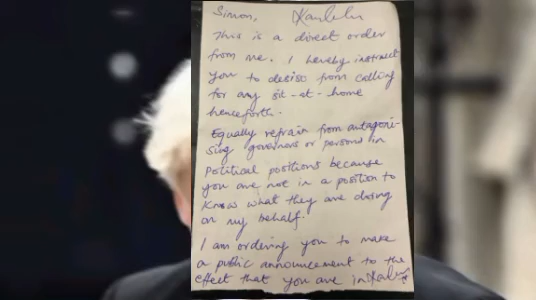 Simon,
This is a direct order
from me. I hereby instruct
you to desist from calling
for any sit-at-home
henceforth.
Equally refrain from antagoni-
sing governors or persons in
political positions because
you are not in a position to
know what they are doing
on my behalf.
I am ordering you to make
a public announcement to the
effect that you are in